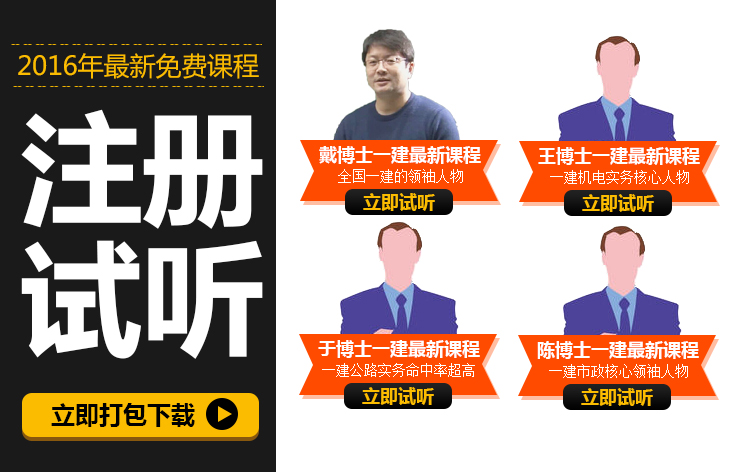 2016年最新免费课程
注册
试听
立即打包下载
戴博士一建最新课程
全国一建的领袖人物
立即试听
王博士一建最新课程
一建机电实务核心人物
立即试听
于博士一建最新课程
一建公路实务命中率超高
立即试听
陈博士一建最新课程
一建市政核心领袖人物
立即试听